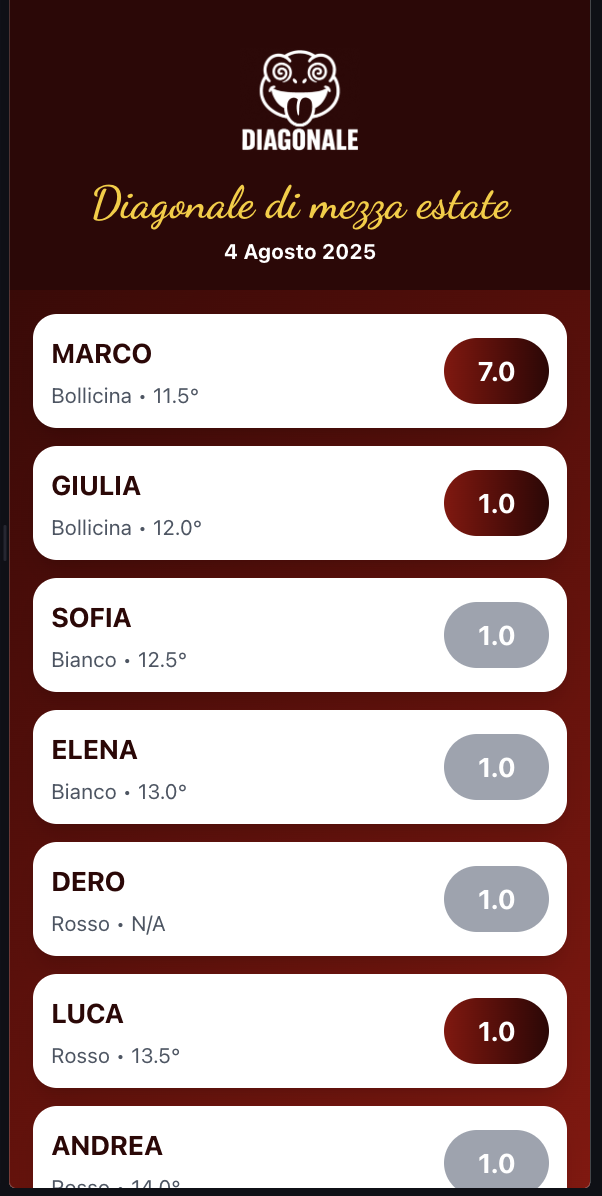 DIAGONALE
Diagonale di mezza estate
4 Agosto 2025
MARCO
Bollicina • 11.5°
7.0
GIULIA
Bollicina • 12.0°
1.0
SOFIA
Bianco • 12.5°
1.0
ELENA
Bianco • 13.0°
1.0
DERO
Rosso • N/A
1.0
LUCA
Rosso • 13.5°
1.0
ANDREA
Rosso • 14.0°
1.0